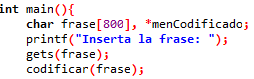 int main(){
char frase[800], *menCodificado;
printf("Inserta la frase: ");
gets(frase);
codificar(frase);